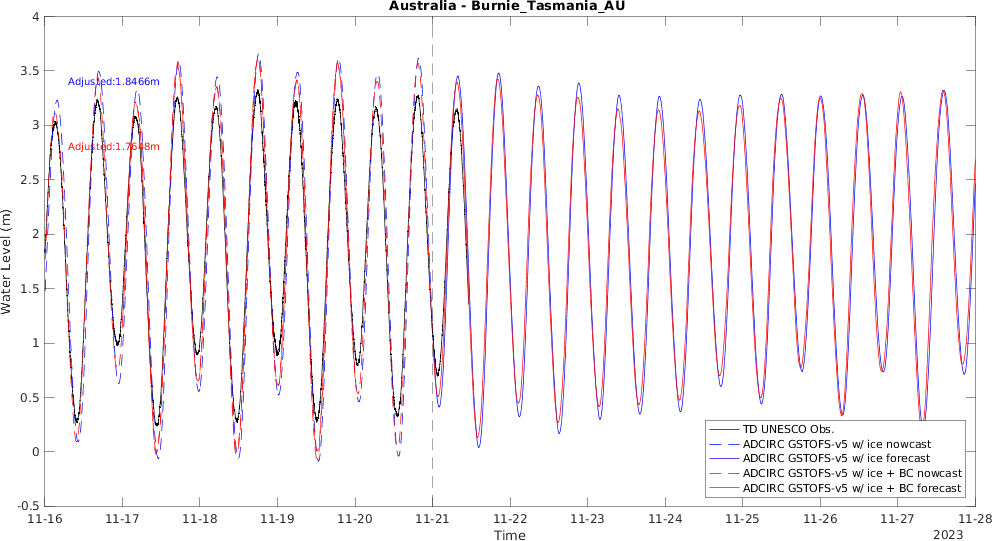 Australia - Burnie_Tasmania_AU
4
3.5
3
2.5
2
1.5
1
0.5
0
-0.5
Water Level (m)
Adjusted:1.8466m
Adjusted:1.7648m
TD UNESCO Obs.
ADCIRC GSTOFS-v5 w/ ice nowcast
ADCIRC GSTOFS-v5 w/ ice forecast
ADCIRC GSTOFS-v5 w/ ice + BC nowcast
ADCIRC GSTOFS-v5 w/ ice + BC forecast
11-16 11-17 11-18 11-19 11-20 11-21 11-22 11-23 11-24 11-25 11-26 11-27 11-28
Time
2023